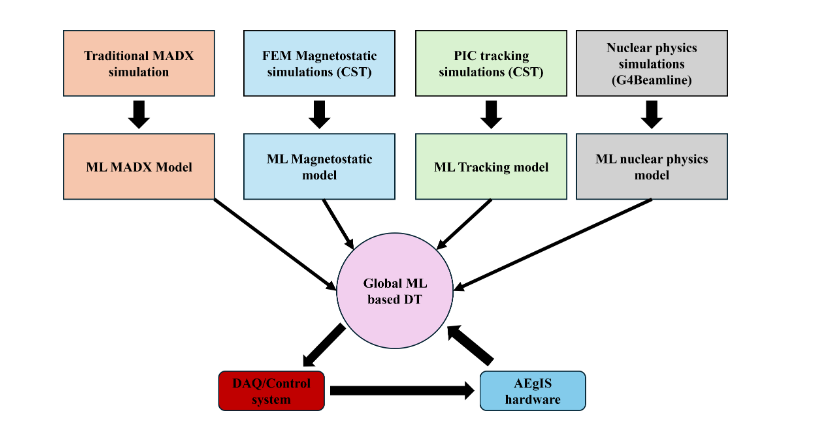 Traditional MADX
simulation
FEM Magnetostatic
simulations (CST)
PIC tracking
simulations (CST)
Nuclear physics
simulations
(G4Beamline)
ML MADX Model
ML Magnetostatic
model
ML Tracking model
ML nuclear physics
model
Global ML
based DT
DAQ/Control
system
AEgIS
hardware